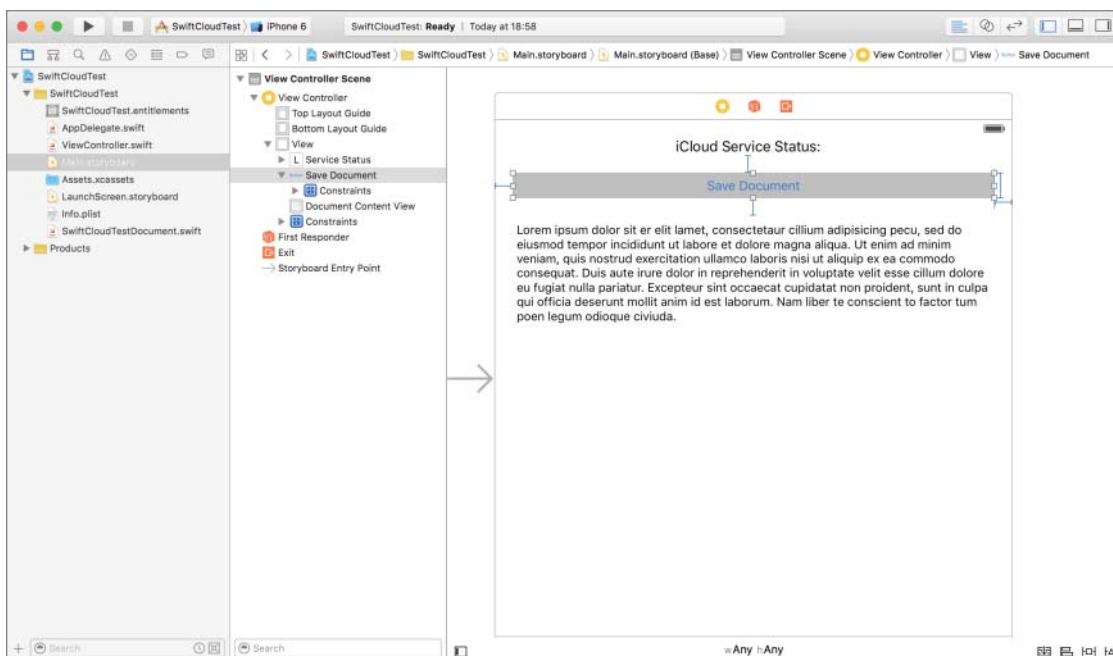 SwiftCloudTest
iPhone 6
SwiftCloudTest: Ready | Today at 18:58
SwiftCloudTest
SwiftCloudTest
Main.storyboard
Main.storyboard (Base)
View Controller Scene
View Controller
View
Save Document
SwiftCloudTest
SwiftCloudTest
SwiftCloudTest.entitlements
AppDelegate.swift
ViewController.swift
Main.storyboard
Assets.xcassets
LaunchScreen.storyboard
Info.plist
SwiftCloudTestDocument.swift
Products
View Controller Scene
View Controller
Top Layout Guide
Bottom Layout Guide
View
L Service Status
Save Document
Constraints
Document Content View
Constraints
First Responder
Exit
Storyboard Entry Point
iCloud Service Status:
Save Document
Lorem ipsum dolor sit er elit lamet, consectetaur cillium adipisicing pecu, sed do
eiusmod tempor incididunt ut labore et dolore magna aliqua. Ut enim ad minim
veniam, quis nostrud exercitation ullamco laboris nisi ut aliquip ex ea commodo
consequat. Duis aute irure dolor in reprehenderit in voluptate velit esse cillum dolore
eu fugiat nulla pariatur. Excepteur sint occaecat cupidatat non proident, sunt in culpa
qui officia deserunt mollit anim id est laborum. Nam liber te conscient to factor tum
poen legum odioque civiuda.
Search
Search
wAny hAny